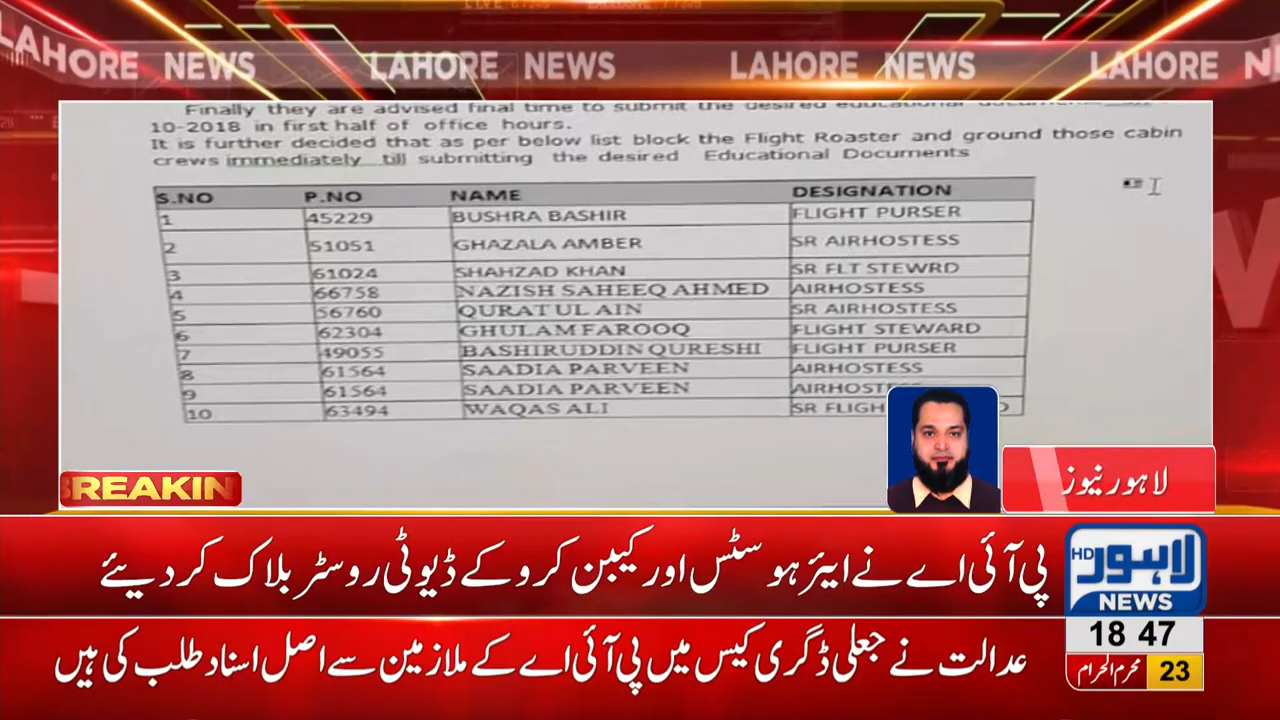 LAHORE NEWS LAHORE NEWS LAHORE NEWS LAHORE
Finally they are advised final time to submit the desired educational
10-2018 in first half of office hours.
It is further decided that as per below list block the Flight Roaster and ground those cabin
crews immediately till submitting the desired Educational Documents
S.NO P.NO NAME DESIGNATION
1 45229 BUSHRA BASHIR FLIGHT PURSER
2 51051 GHAZALA AMBER SR AIRHOSTESS
3 61024 SHAHZAD KHAN SR FLT STEWRD
4 66758 NAZISH SAHEEQ AHMED AIRHOSTESS
5 56760 QURAT UL AIN SR AIRHOSTESS
6 62304 GHULAM FAROOQ FLIGHT STEWARD
7 49055 BASHIRUDDIN QURESHI FLIGHT PURSER
8 61564 SAADIA PARVEEN AIRHOSTESS
9 61564 SAADIA PARVEEN AIRHOSTESS
10 63494 WAQAS ALI SR FLIGH D
لاہور نیوز
BREAKIN
پی آئی اے نے ایئر ہوسٹس اور کیبن کرو کے ڈیوٹی روسٹر بلاک کر دیئے
HD لاہور
NEWS
18 47
عدالت نے جعلی ڈگری کیس میں پی آئی اے کے ملازمین سے اصل اسناد طلب کی ہیں
محرم الحرام 23